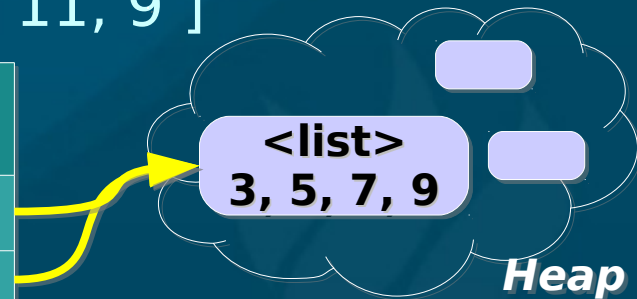 11, 9 ]
<list>
3, 5, 7, 9
Heap